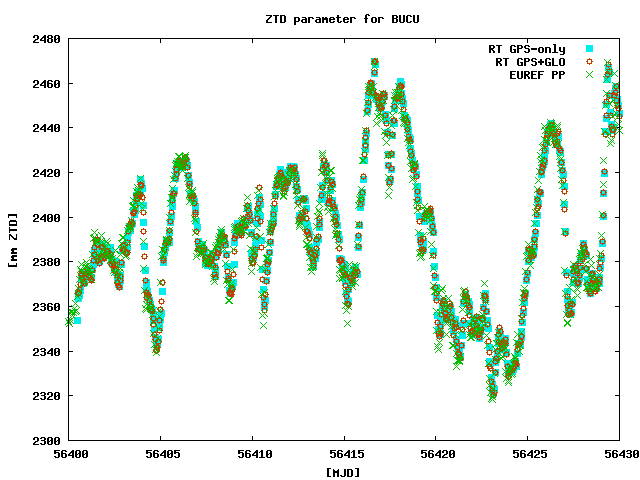 ZTD parameter for BUCU
2480
2460
2440
2420
2400
2380
2360
2340
2320
2300
[mm ZTD]
RT GPS-only
RT GPS+GLO
EUREF PP
56400 56405 56410 56415 56420 56425 56430
[MJD]